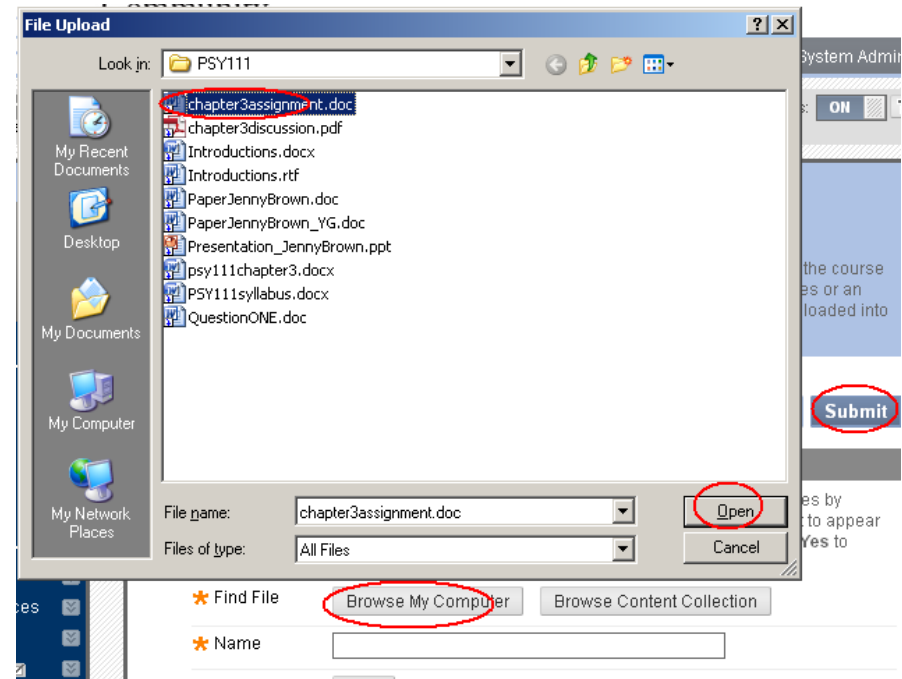 Community
File Upload
Look in: PSY111
System Admin
ON
chapter3assignment.doc
chapter3discussion.pdf
Introductions.docx
Introductions.rtf
PaperJennyBrown.doc
PaperJennyBrown_YG.doc
Presentation_JennyBrown.ppt
psy111chapter3.docx
PSY111syllabus.docx
QuestionONE.doc
My Recent
Documents
Desktop
My Documents
My Computer
My Network
Places
the course
es or an
loaded into
Submit
File name: chapter3assignment.doc Open
Files of type: All Files Cancel
es by
to appear
Yes to
Find File Browse My Computer Browse Content Collection
Name